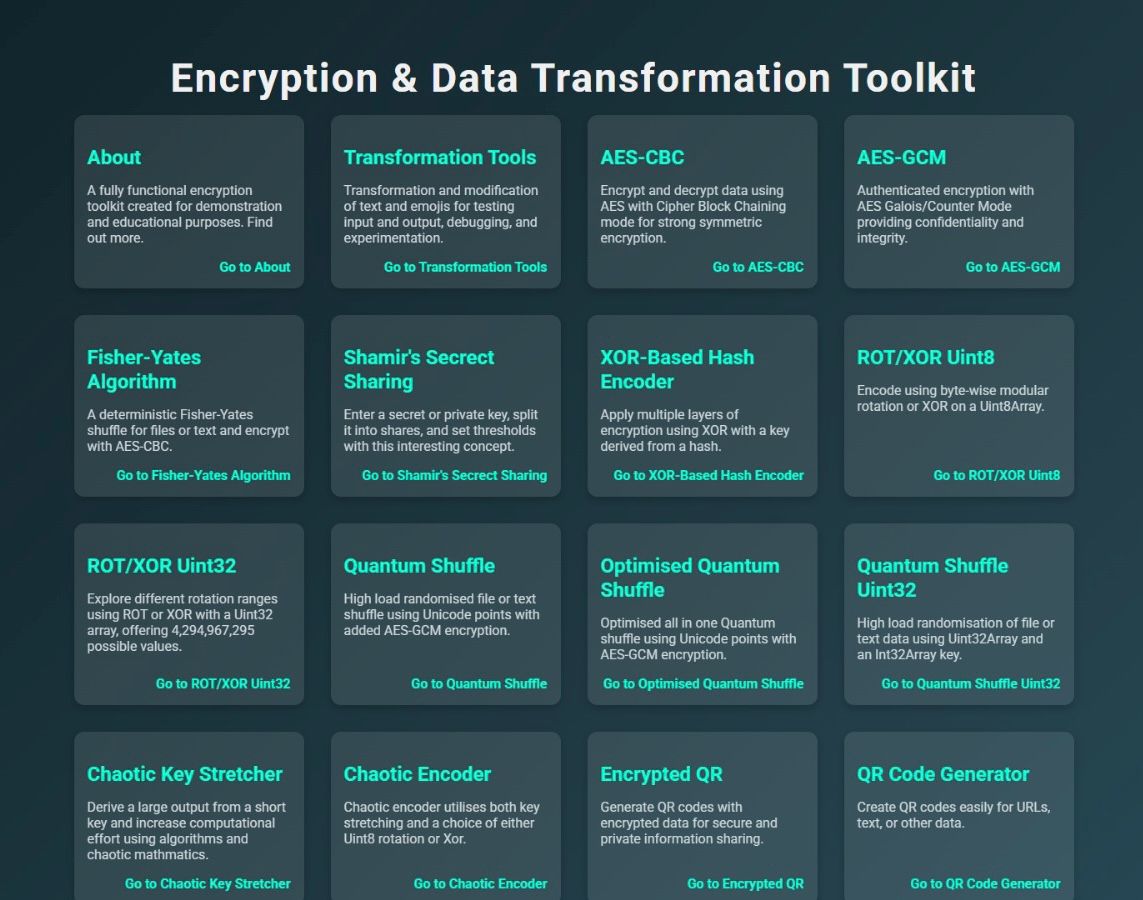 Encryption & Data Transformation Toolkit
About
A fully functional encryption
toolkit created for demonstration
and educational purposes. Find
out more.
Go to About
Transformation Tools
Transformation and modification
of text and emojis for testing
input and output, debugging, and
experimentation.
Go to Transformation Tools
AES-CBC
Encrypt and decrypt data using
AES with Cipher Block Chaining
mode for strong symmetric
encryption.
Go to AES-CBC
AES-GCM
Authenticated encryption with
AES Galois/Counter Mode
providing confidentiality and
integrity.
Go to AES-GCM
Fisher-Yates
Algorithm
A deterministic Fisher-Yates
shuffle for files or text and encrypt
with AES-CBC.
Go to Fisher-Yates Algorithm
Shamir's Secrect
Sharing
Enter a secret or private key, split
it into shares, and set thresholds
with this interesting concept.
Go to Shamir's Secrect Sharing
XOR-Based Hash
Encoder
Apply multiple layers of
encryption using XOR with a key
derived from a hash.
Go to XOR-Based Hash Encoder
ROT/XOR Uint8
Encode using byte-wise modular
rotation or XOR on a Uint8Array.
Go to ROT/XOR Uint8
ROT/XOR Uint32
Explore different rotation ranges
using ROT or XOR with a Uint32
array, offering 4,294,967,295
possible values.
Go to ROT/XOR Uint32
Quantum Shuffle
High load randomised file or text
shuffle using Unicode points with
added AES-GCM encryption.
Go to Quantum Shuffle
Optimised Quantum
Shuffle
Optimised all in one Quantum
shuffle using Unicode points with
AES-GCM encryption.
Go to Optimised Quantum Shuffle
Quantum Shuffle
Uint32
High load randomisation of file or
text data using Uint32Array and
an Int32Array key.
Go to Quantum Shuffle Uint32
Chaotic Key Stretcher
Derive a large output from a short
key and increase computational
effort using algorithms and
chaotic mathmatics.
Go to Chaotic Key Stretcher
Chaotic Encoder
Chaotic encoder utilises both key
stretching and a choice of either
Uint8 rotation or Xor.
Go to Chaotic Encoder
Encrypted QR
Generate QR codes with
encrypted data for secure and
private information sharing.
Go to Encrypted QR
QR Code Generator
Create QR codes easily for URLs,
text, or other data.
Go to QR Code Generator